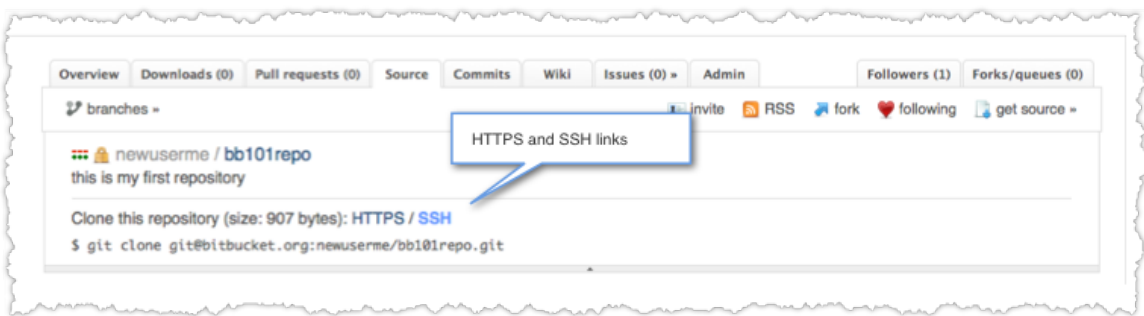 Overview Downloads (0) Pull requests (0) Source Commits Wiki Issues (0) » Admin Followers (1) Forks/queues (0)
branches » invite RSS fork following get source »
HTTPS and SSH links
newuserme / bb101repo
this is my first repository
Clone this repository (size: 907 bytes): HTTPS / SSH
$ git clone git@bitbucket.org:newuserme/bb101repo.git